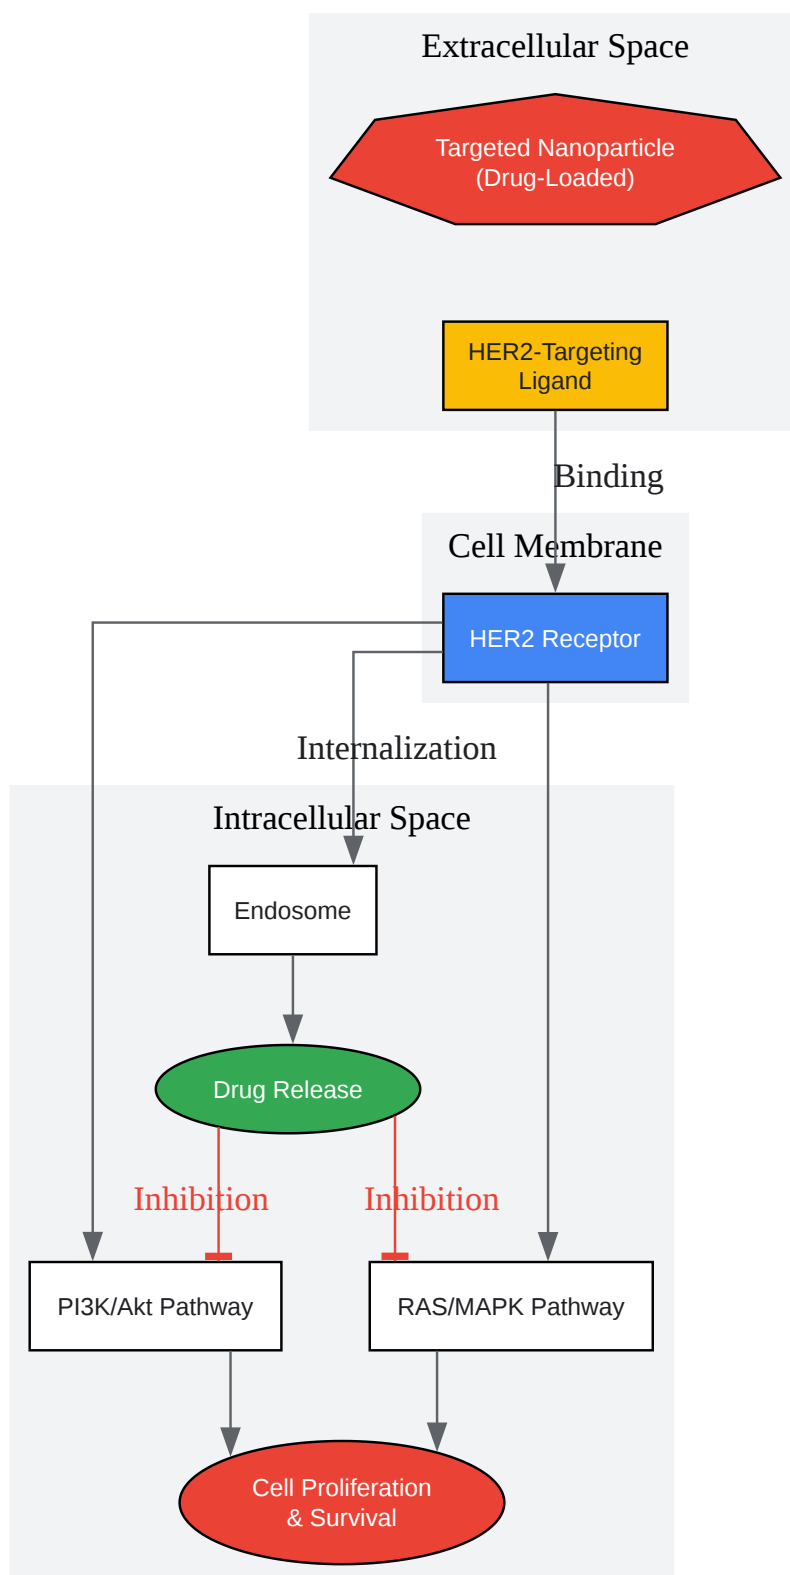 Extracellular Space
Targeted Nanoparticle
(Drug-Loaded)
HER2-Targeting
Ligand
Binding
Cell Membrane
HER2 Receptor
Internalization
Intracellular Space
Endosome
Drug Release
Inhibition
Inhibition
PI3K/Akt Pathway
RAS/MAPK Pathway
Cell Proliferation
& Survival